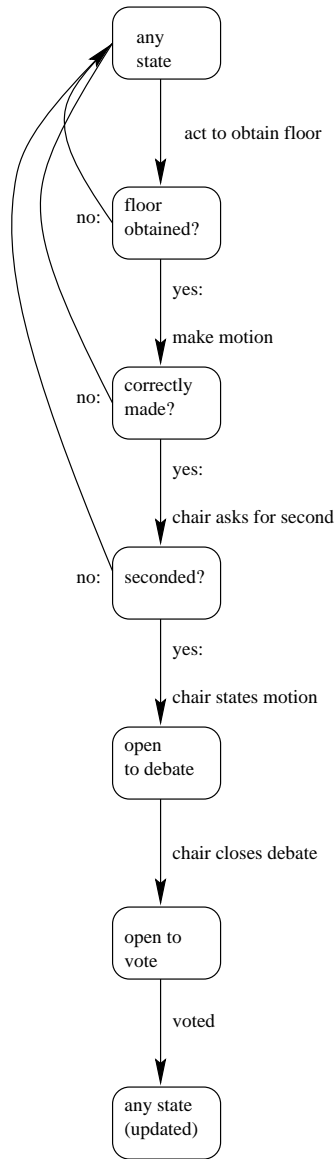 any
state
act to obtain floor
floor
obtained?
no:
yes:
make motion
correctly
made?
no:
yes:
chair asks for second
no:
seconded?
yes:
chair states motion
open
to debate
chair closes debate
open to
vote
voted
any state
(updated)